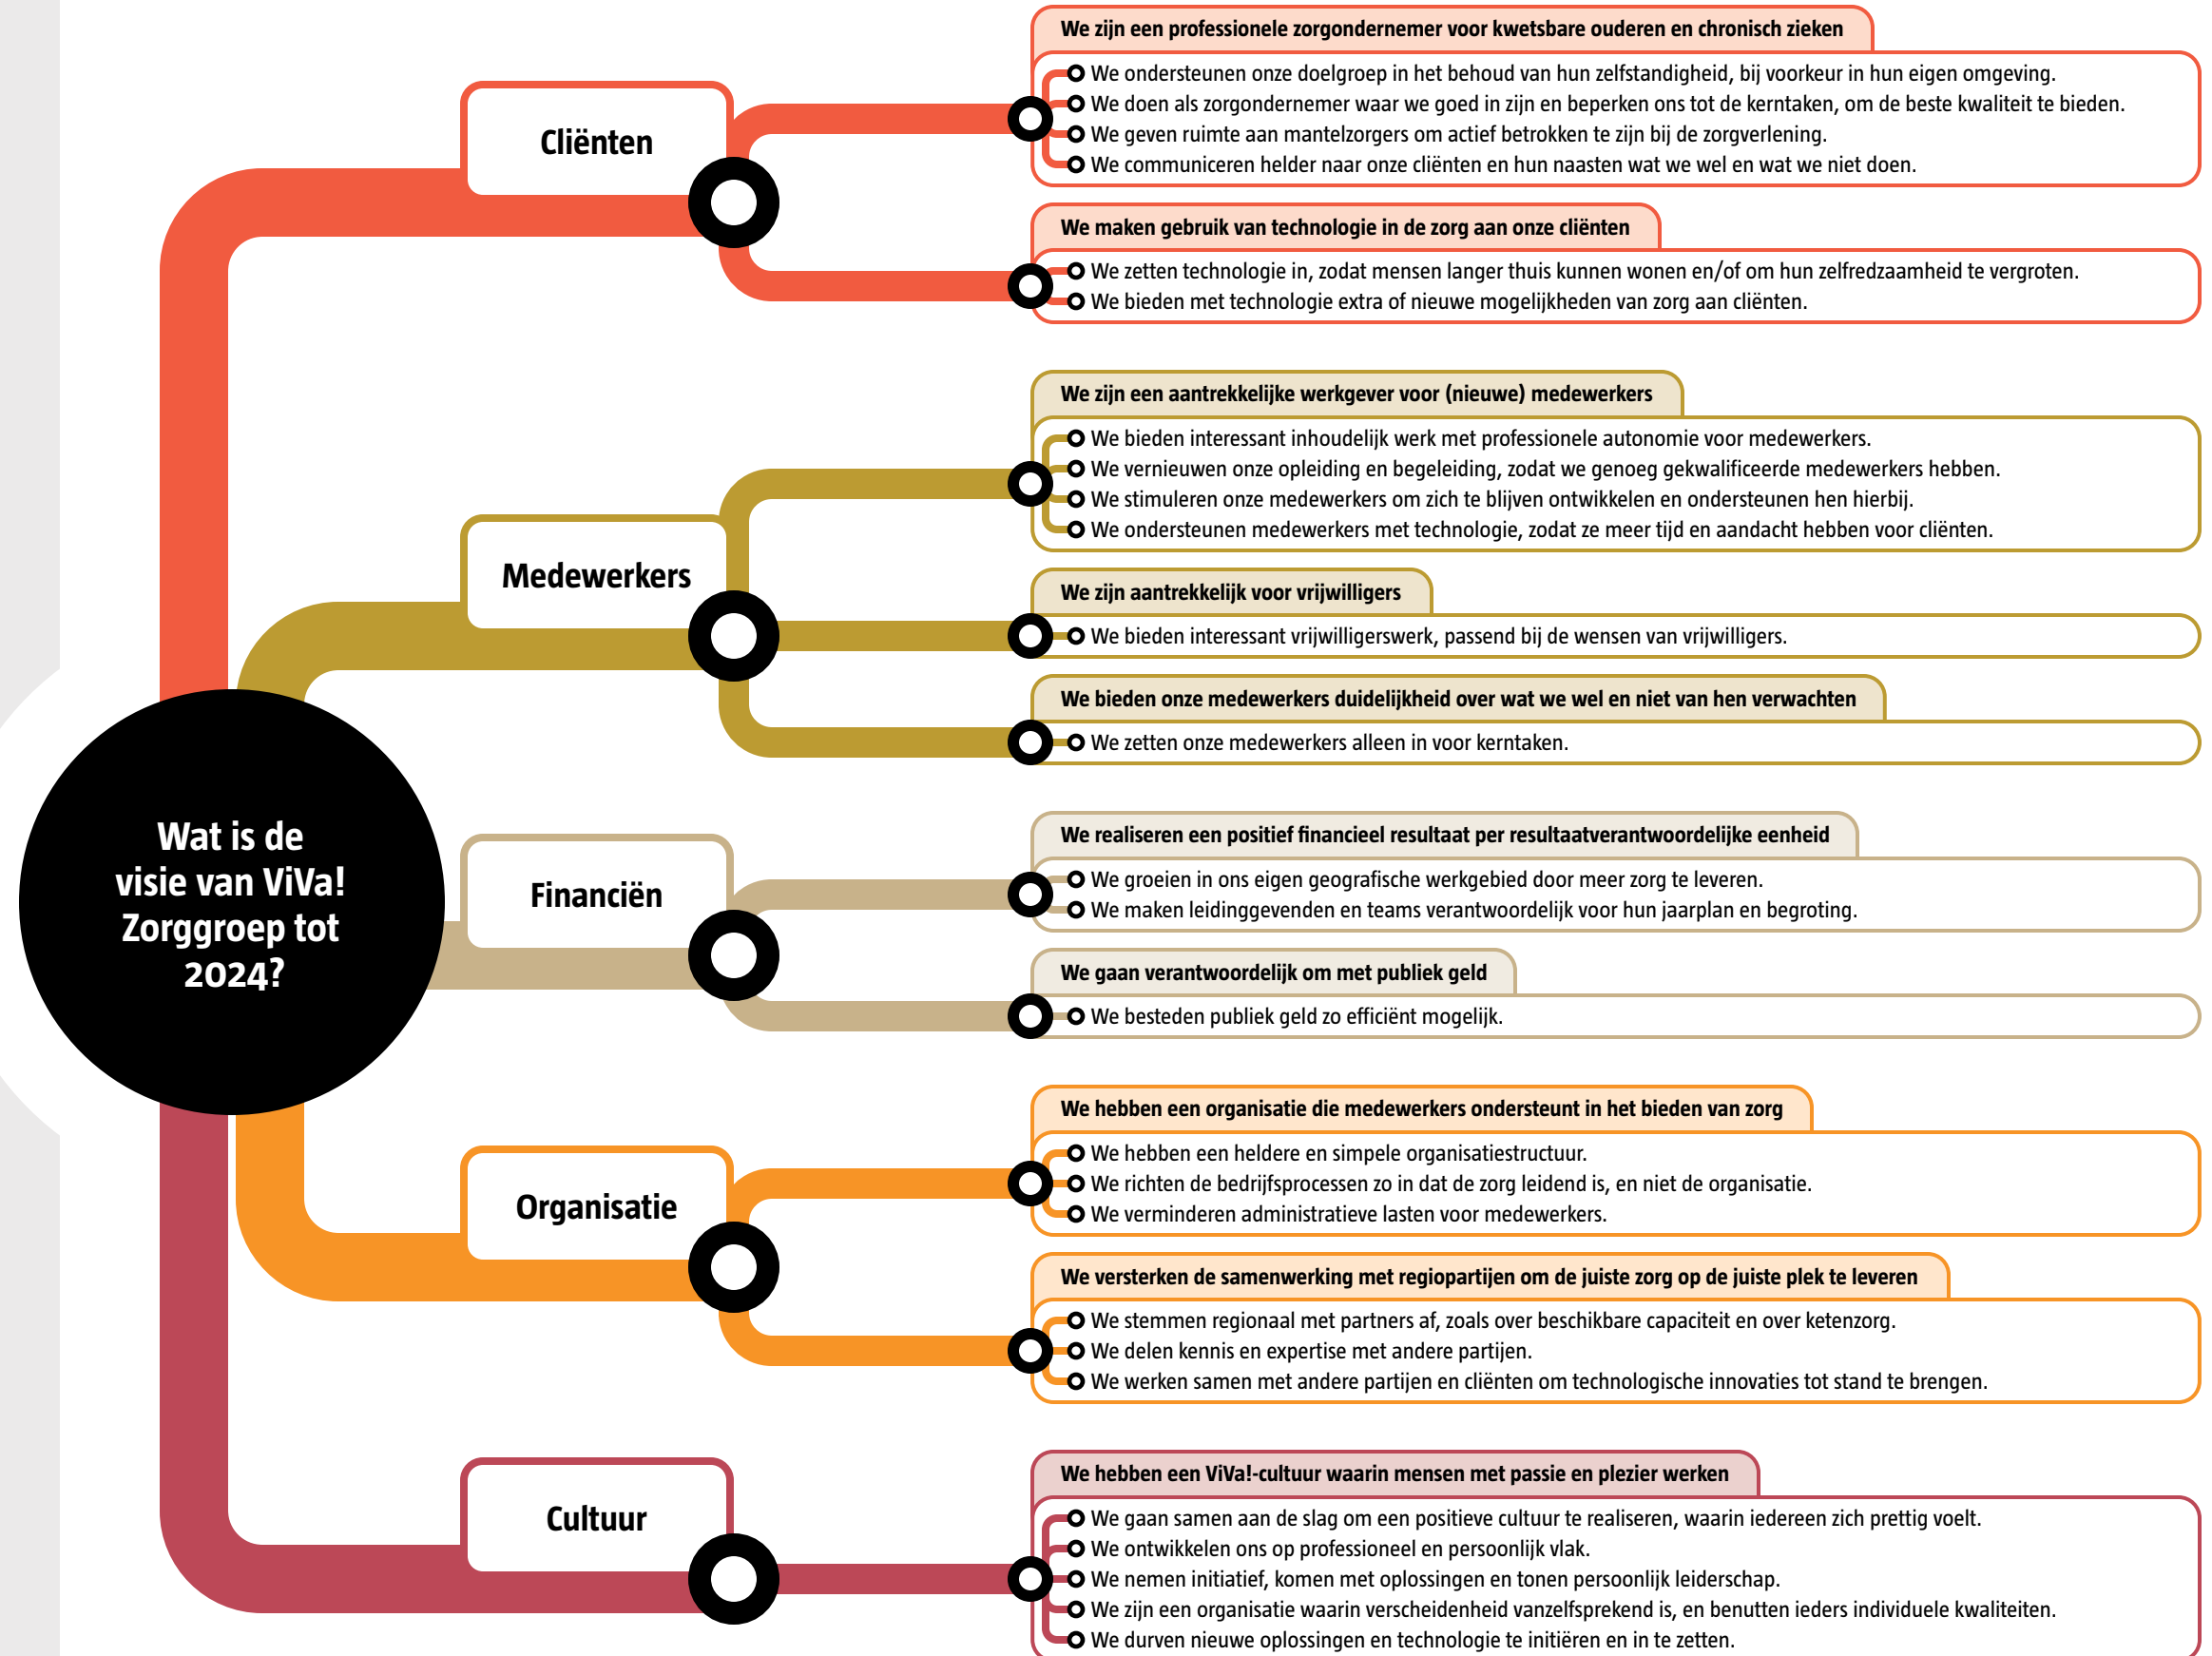 Wat is de
visie van ViVa!
Zorggroep tot
2024?
Cliënten
We zijn een professionele zorgondernemer voor kwetsbare ouderen en chronisch zieken
We ondersteunen onze doelgroep in het behoud van hun zelfstandigheid, bij voorkeur in hun eigen omgeving.
We doen als zorgondernemer waar we goed in zijn en beperken ons tot de kerntaken, om de beste kwaliteit te bieden.
We geven ruimte aan mantelzorgers om actief betrokken te zijn bij de zorgverlening.
We communiceren helder naar onze cliënten en hun naasten wat we wel en wat we niet doen.
We maken gebruik van technologie in de zorg aan onze cliënten
We zetten technologie in, zodat mensen langer thuis kunnen wonen en/of om hun zelfredzaamheid te vergroten.
We bieden met technologie extra of nieuwe mogelijkheden van zorg aan cliënten.
Medewerkers
We zijn een aantrekkelijke werkgever voor (nieuwe) medewerkers
We bieden interessant inhoudelijk werk met professionele autonomie voor medewerkers.
We vernieuwen onze opleiding en begeleiding, zodat we genoeg gekwalificeerde medewerkers hebben.
We stimuleren onze medewerkers om zich te blijven ontwikkelen en ondersteunen hen hierbij.
We ondersteunen medewerkers met technologie, zodat ze meer tijd en aandacht hebben voor cliënten.
We zijn aantrekkelijk voor vrijwilligers
We bieden interessant vrijwilligerswerk, passend bij de wensen van vrijwilligers.
We bieden onze medewerkers duidelijkheid over wat we wel en niet van hen verwachten
We zetten onze medewerkers alleen in voor kerntaken.
Financiën
We realiseren een positief financieel resultaat per resultaatverantwoordelijke eenheid
We groeien in ons eigen geografische werkgebied door meer zorg te leveren.
We maken leidinggevenden en teams verantwoordelijk voor hun jaarplan en begroting.
We gaan verantwoordelijk om met publiek geld
We besteden publiek geld zo efficiënt mogelijk.
Organisatie
We hebben een organisatie die medewerkers ondersteunt in het bieden van zorg
We hebben een heldere en simpele organisatiestructuur.
We richten de bedrijfsprocessen zo in dat de zorg leidend is, en niet de organisatie.
We verminderen administratieve lasten voor medewerkers.
We versterken de samenwerking met regiopartijen om de juiste zorg op de juiste plek te leveren
We stemmen regionaal met partners af, zoals over beschikbare capaciteit en over ketenzorg.
We delen kennis en expertise met andere partijen.
We werken samen met andere partijen en cliënten om technologische innovaties tot stand te brengen.
Cultuur
We hebben een ViVa!-cultuur waarin mensen met passie en plezier werken
We gaan samen aan de slag om een positieve cultuur te realiseren, waarin iedereen zich prettig voelt.
We ontwikkelen ons op professioneel en persoonlijk vlak.
We nemen initiatief, komen met oplossingen en tonen persoonlijk leiderschap.
We zijn een organisatie waarin verscheidenheid vanzelfsprekend is, en benutten ieders individuele kwaliteiten.
We durven nieuwe oplossingen en technologie te initiëren en in te zetten.